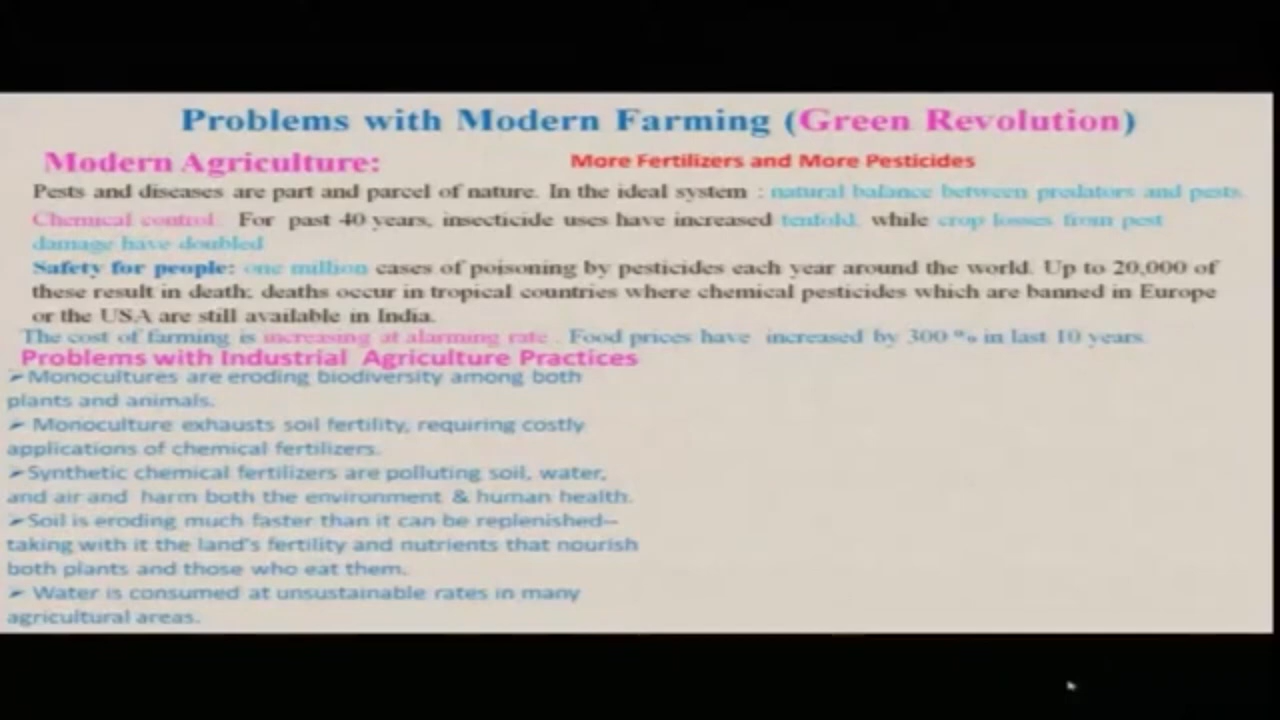 Problems with Modern Farming (Green Revolution)
Modern Agriculture: More Fertilizers and More Pesticides
Pests and diseases are part and parcel of nature. In the ideal system : natural balance between predators and pests.
Chemical control: For past 40 years, insecticide uses have increased tenfold, while crop losses from pest
damage have doubled
Safety for people: one million cases of poisoning by pesticides each year around the world. Up to 20,000 of
these result in death; deaths occur in tropical countries where chemical pesticides which are banned in Europe
or the USA are still available in India.
The cost of farming is increasing at alarming rate . Food prices have increased by 300 % in last 10 years.
Problems with Industrial Agriculture Practices
➢Monocultures are eroding biodiversity among both
plants and animals.
➢ Monoculture exhausts soil fertility, requiring costly
applications of chemical fertilizers.
➢Synthetic chemical fertilizers are polluting soil, water,
and air and harm both the environment & human health.
➢Soil is eroding much faster than it can be replenished–
taking with it the land's fertility and nutrients that nourish
both plants and those who eat them.
➢ Water is consumed at unsustainable rates in many
agricultural areas.